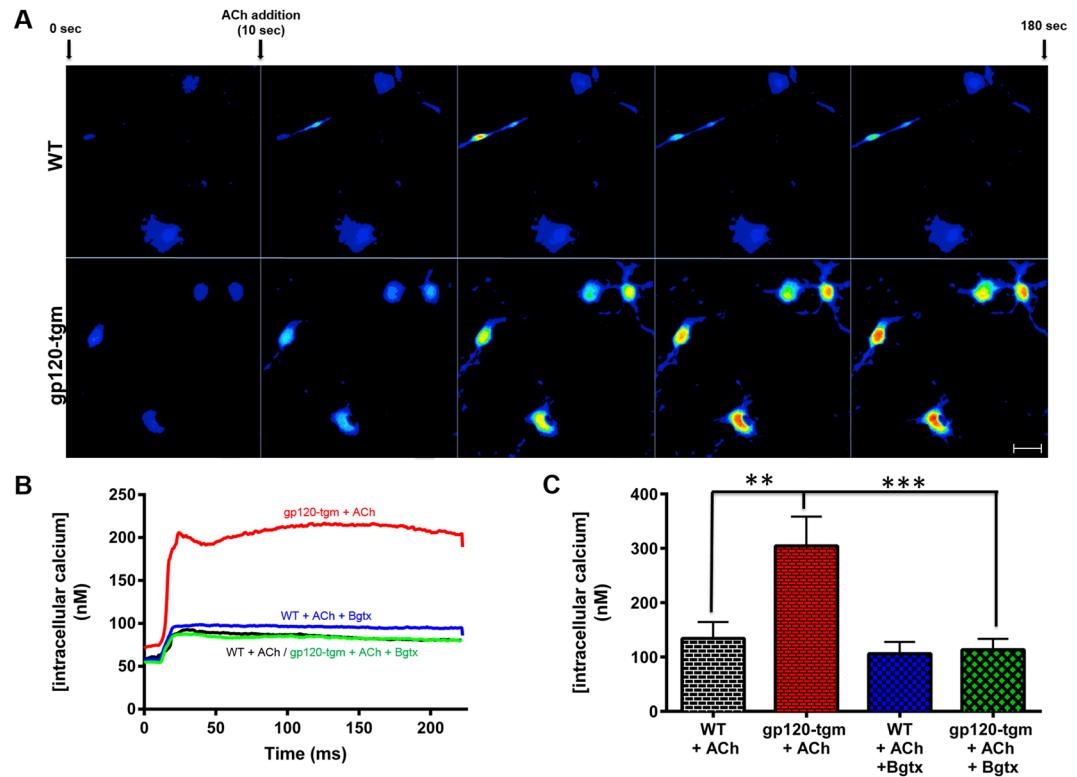 A
0 sec
ACh addition
(10 sec)
180 sec
WT
gp120-tgm
B
[intracellular calcium]
(nM)
250
200
150
100
50
0
gp120-tgm + ACh
WT + ACh + Bgtx
WT + ACh / gp120-tgm + ACh + Bgtx
0
50
100
150
200
Time (ms)
C
[intracellular calcium]
(nM)
400
300
200
100
0
**
***
WT
+ ACh
gp120-tgm
+ ACh
WT
+ ACh
+Bgtx
gp120-tgm
+ ACh
+ Bgtx